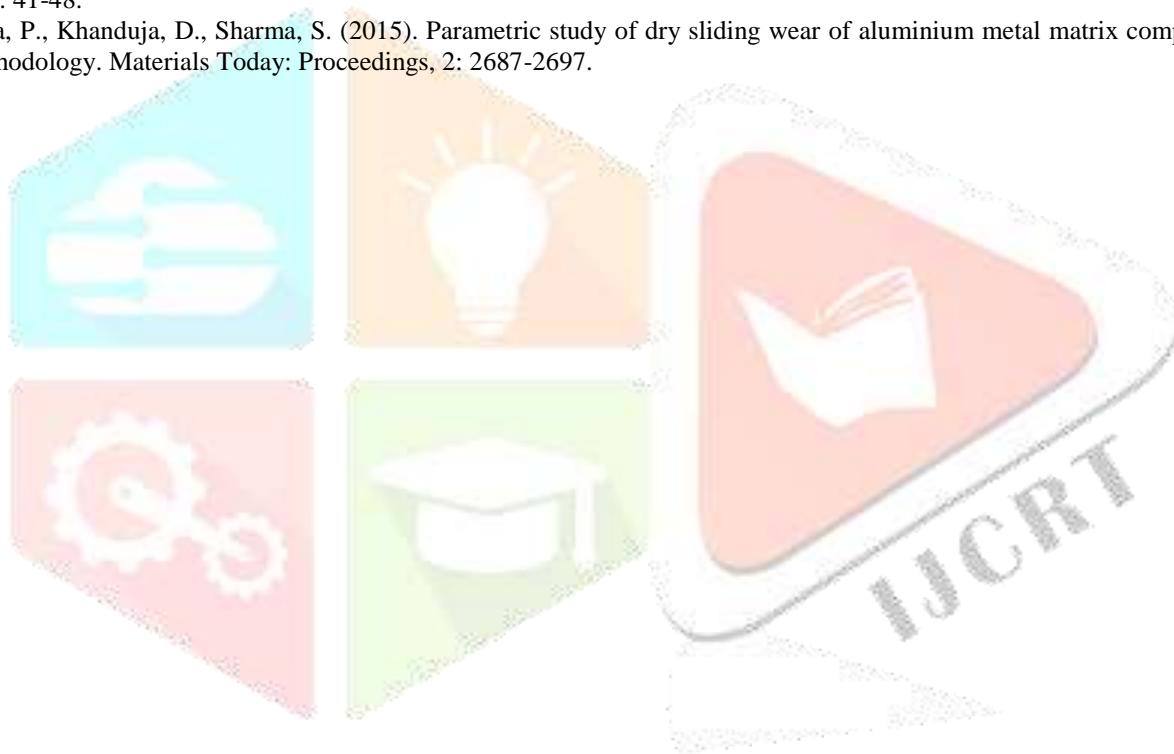 . 41-48.
a, P., Khanduja, D., Sharma, S. (2015). Parametric study of dry sliding wear of aluminium metal matrix comp
hodology. Materials Today: Proceedings, 2: 2687-2697.
IJCRT